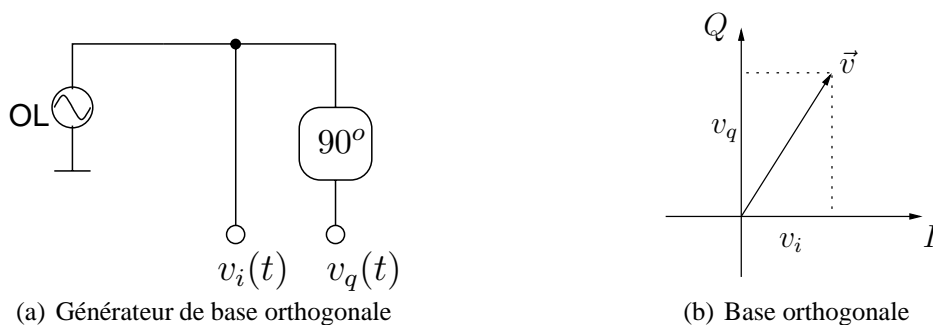 OL
90°
v_i(t)
v_q(t)
(a) Générateur de base orthogonale
Q
v⃗
v_q
v_i
I
(b) Base orthogonale